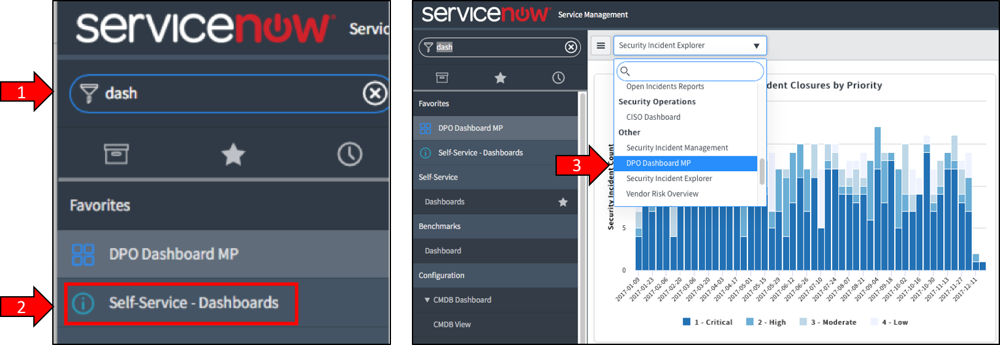 servicenow
Servic
1
dash
Favorites
DPO Dashboard MP
2
Self-Service - Dashboards
servicenow Service Management
dash
Favorites
DPO Dashboard MP
Self-Service - Dashboards
Self-Service
Dashboards
Benchmarks
Dashboard
Configuration
▼ CMDB Dashboard
CMDB View
Security Incident Explorer ▼
Open Incidents Reports
Security Operations
CISO Dashboard
Other
Security Incident Management
3
DPO Dashboard MP
Security Incident Explorer
Vendor Risk Overview
dent Closures by Priority
Security Incident Count
5
0
2017-01-09
2017-01-23
2017-02-06
2017-02-20
2017-03-06
2017-03-20
2017-04-03
2017-04-17
2017-05-01
2017-05-15
2017-05-29
2017-06-12
2017-06-26
2017-07-10
2017-07-24
2017-08-07
2017-08-21
2017-09-04
2017-09-18
2017-10-02
2017-10-16
2017-10-30
2017-11-13
2017-11-27
2017-12-11
1 - Critical 2 - High 3 - Moderate 4 - Low